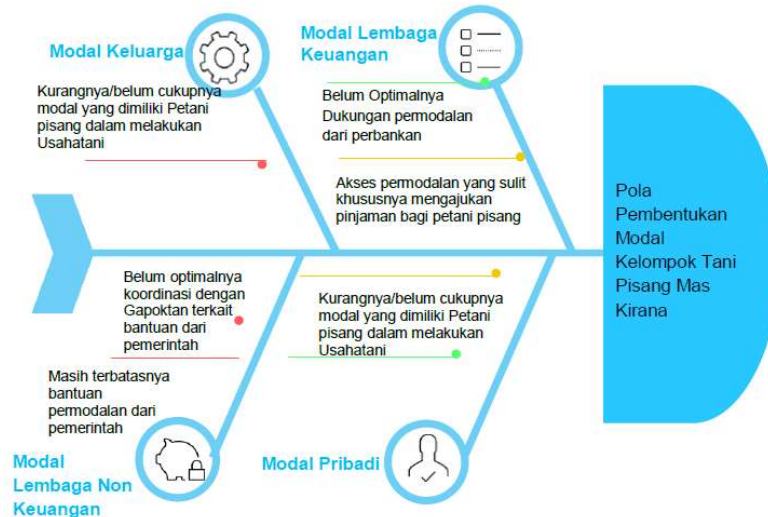 Modal Keluarga
Kurangnya/belum cukupnya
modal yang dimiliki Petani
pisang dalam melakukan
Usahatani
Modal Lembaga
Keuangan
Belum Optimalnya
Dukungan permodalan
dari perbankan
Akses permodalan yang sulit
khususnya mengajukan
pinjaman bagi petani pisang
Pola
Pembentukan
Modal
Kelompok Tani
Pisang Mas
Kirana
Belum optimalnya
koordinasi dengan
Gapoktan terkait
bantuan dari
pemerintah
Masih terbatasnya
bantuan
permodalan dari
pemerintah
Modal
Lembaga Non
Keuangan
Kurangnya/belum cukupnya
modal yang dimiliki Petani
pisang dalam melakukan
Usahatani
Modal Pribadi